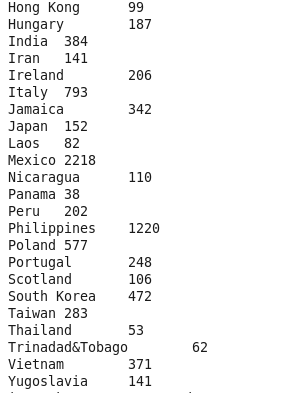 Hong Kong 99
Hungary 187
India 384
Iran 141
Ireland 206
Italy 793
Jamaica 342
Japan 152
Laos 82
Mexico 2218
Nicaragua 110
Panama 38
Peru 202
Philippines 1220
Poland 577
Portugal 248
Scotland 106
South Korea 472
Taiwan 283
Thailand 53
Trinadad&Tobago 62
Vietnam 371
Yugoslavia 141